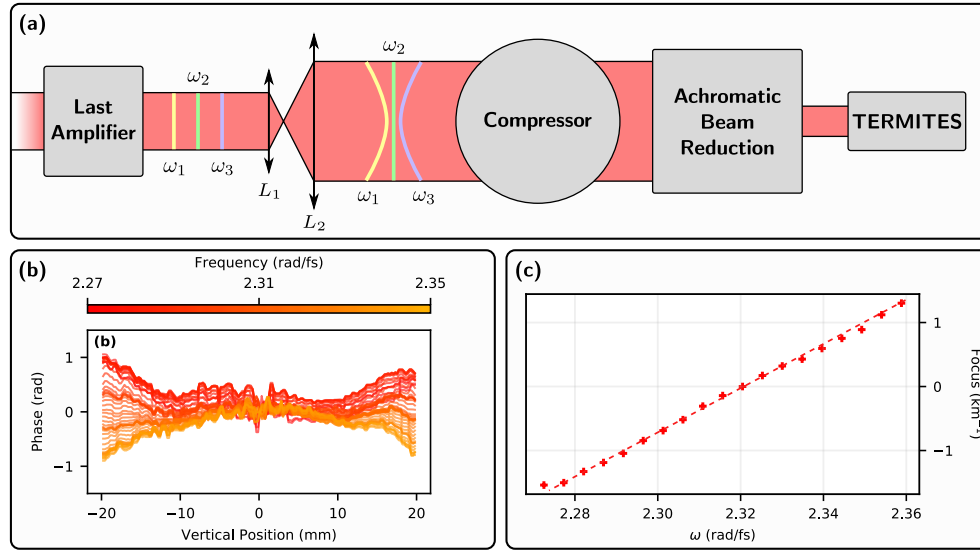 (a)
Last
Amplifier
ω₂
ω₁
ω₃
L₁
L₂
ω₂
ω₁
ω₃
Compressor
Achromatic
Beam
Reduction
TERMITES
(b)
Frequency (rad/fs)
2.27
2.31
2.35
(b)
Phase (rad)
1
0
−1
−20
−10
0
10
20
Vertical Position (mm)
(c)
1
0
−1
Focus (km⁻¹)
2.28
2.30
2.32
2.34
2.36
ω (rad/fs)